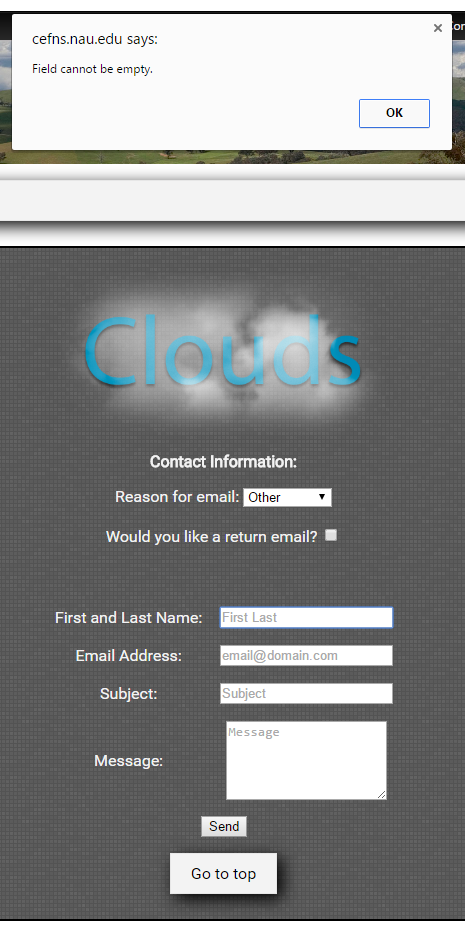 cefns.nau.edu says:
Field cannot be empty.
OK
Clouds
Contact Information:
Reason for email: Other
Would you like a return email?
First and Last Name: First Last
Email Address: email@domain.com
Subject: Subject
Message: Message
Send
Go to top